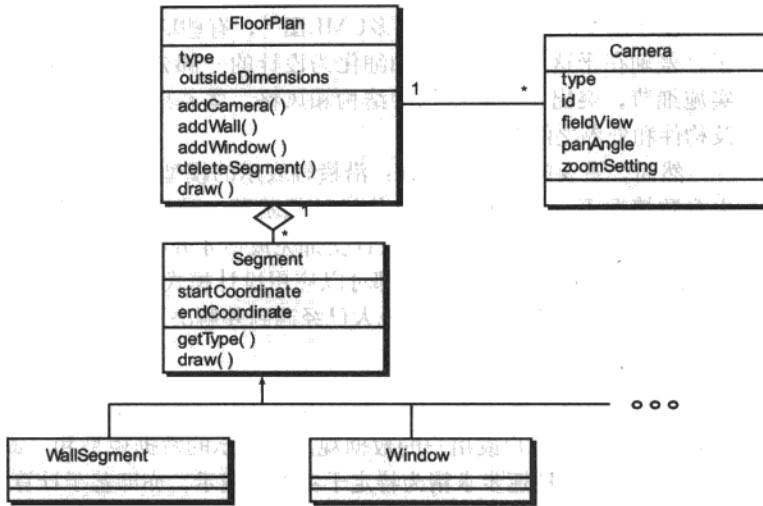 FloorPlan
type
outsideDimensions
addCamera( )
addWall( )
addWindow( )
deleteSegment( )
draw( )
1
*
Camera
type
id
fieldView
panAngle
zoomSetting
1
*
Segment
startCoordinate
endCoordinate
getType( )
draw( )
WallSegment
Window